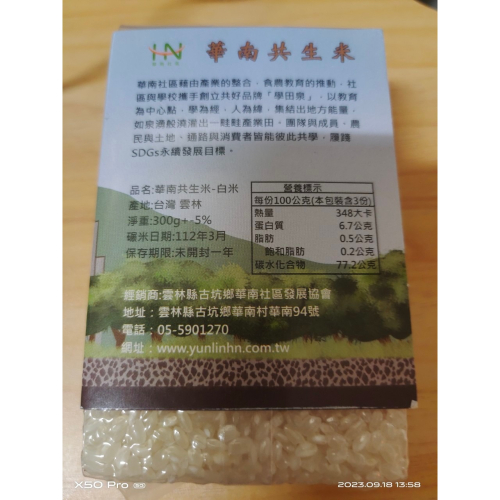 HN
華南共生米
華南社區藉由產業的整合，食農教育的推動，社
區與學校攜手創立共好品牌「學田泉」，以教育
為中心點，學為經，人為緯，集結出地方能量，
如泉湧般澆灌出一畦畦產業田。團隊與成員、農
民與土地、通路與消費者皆能彼此共學，履踐
SDGs永續發展目標。
品名:華南共生米-白米
產地:台灣 雲林
淨重:300g+-5%
碾米日期:112年3月
保存期限:未開封一年
營養標示
每份100公克(本包裝含3份)
熱量 348大卡
蛋白質 6.7公克
脂肪 0.5公克
飽和脂肪 0.2公克
碳水化合物 77.2公克
經銷商:雲林縣古坑鄉華南社區發展協會
地址：雲林縣古坑鄉華南村華南94號
電話：05-5901270
網址：www.yunlinhn.com.tw
X50 Pro
2023.09.18 13:58